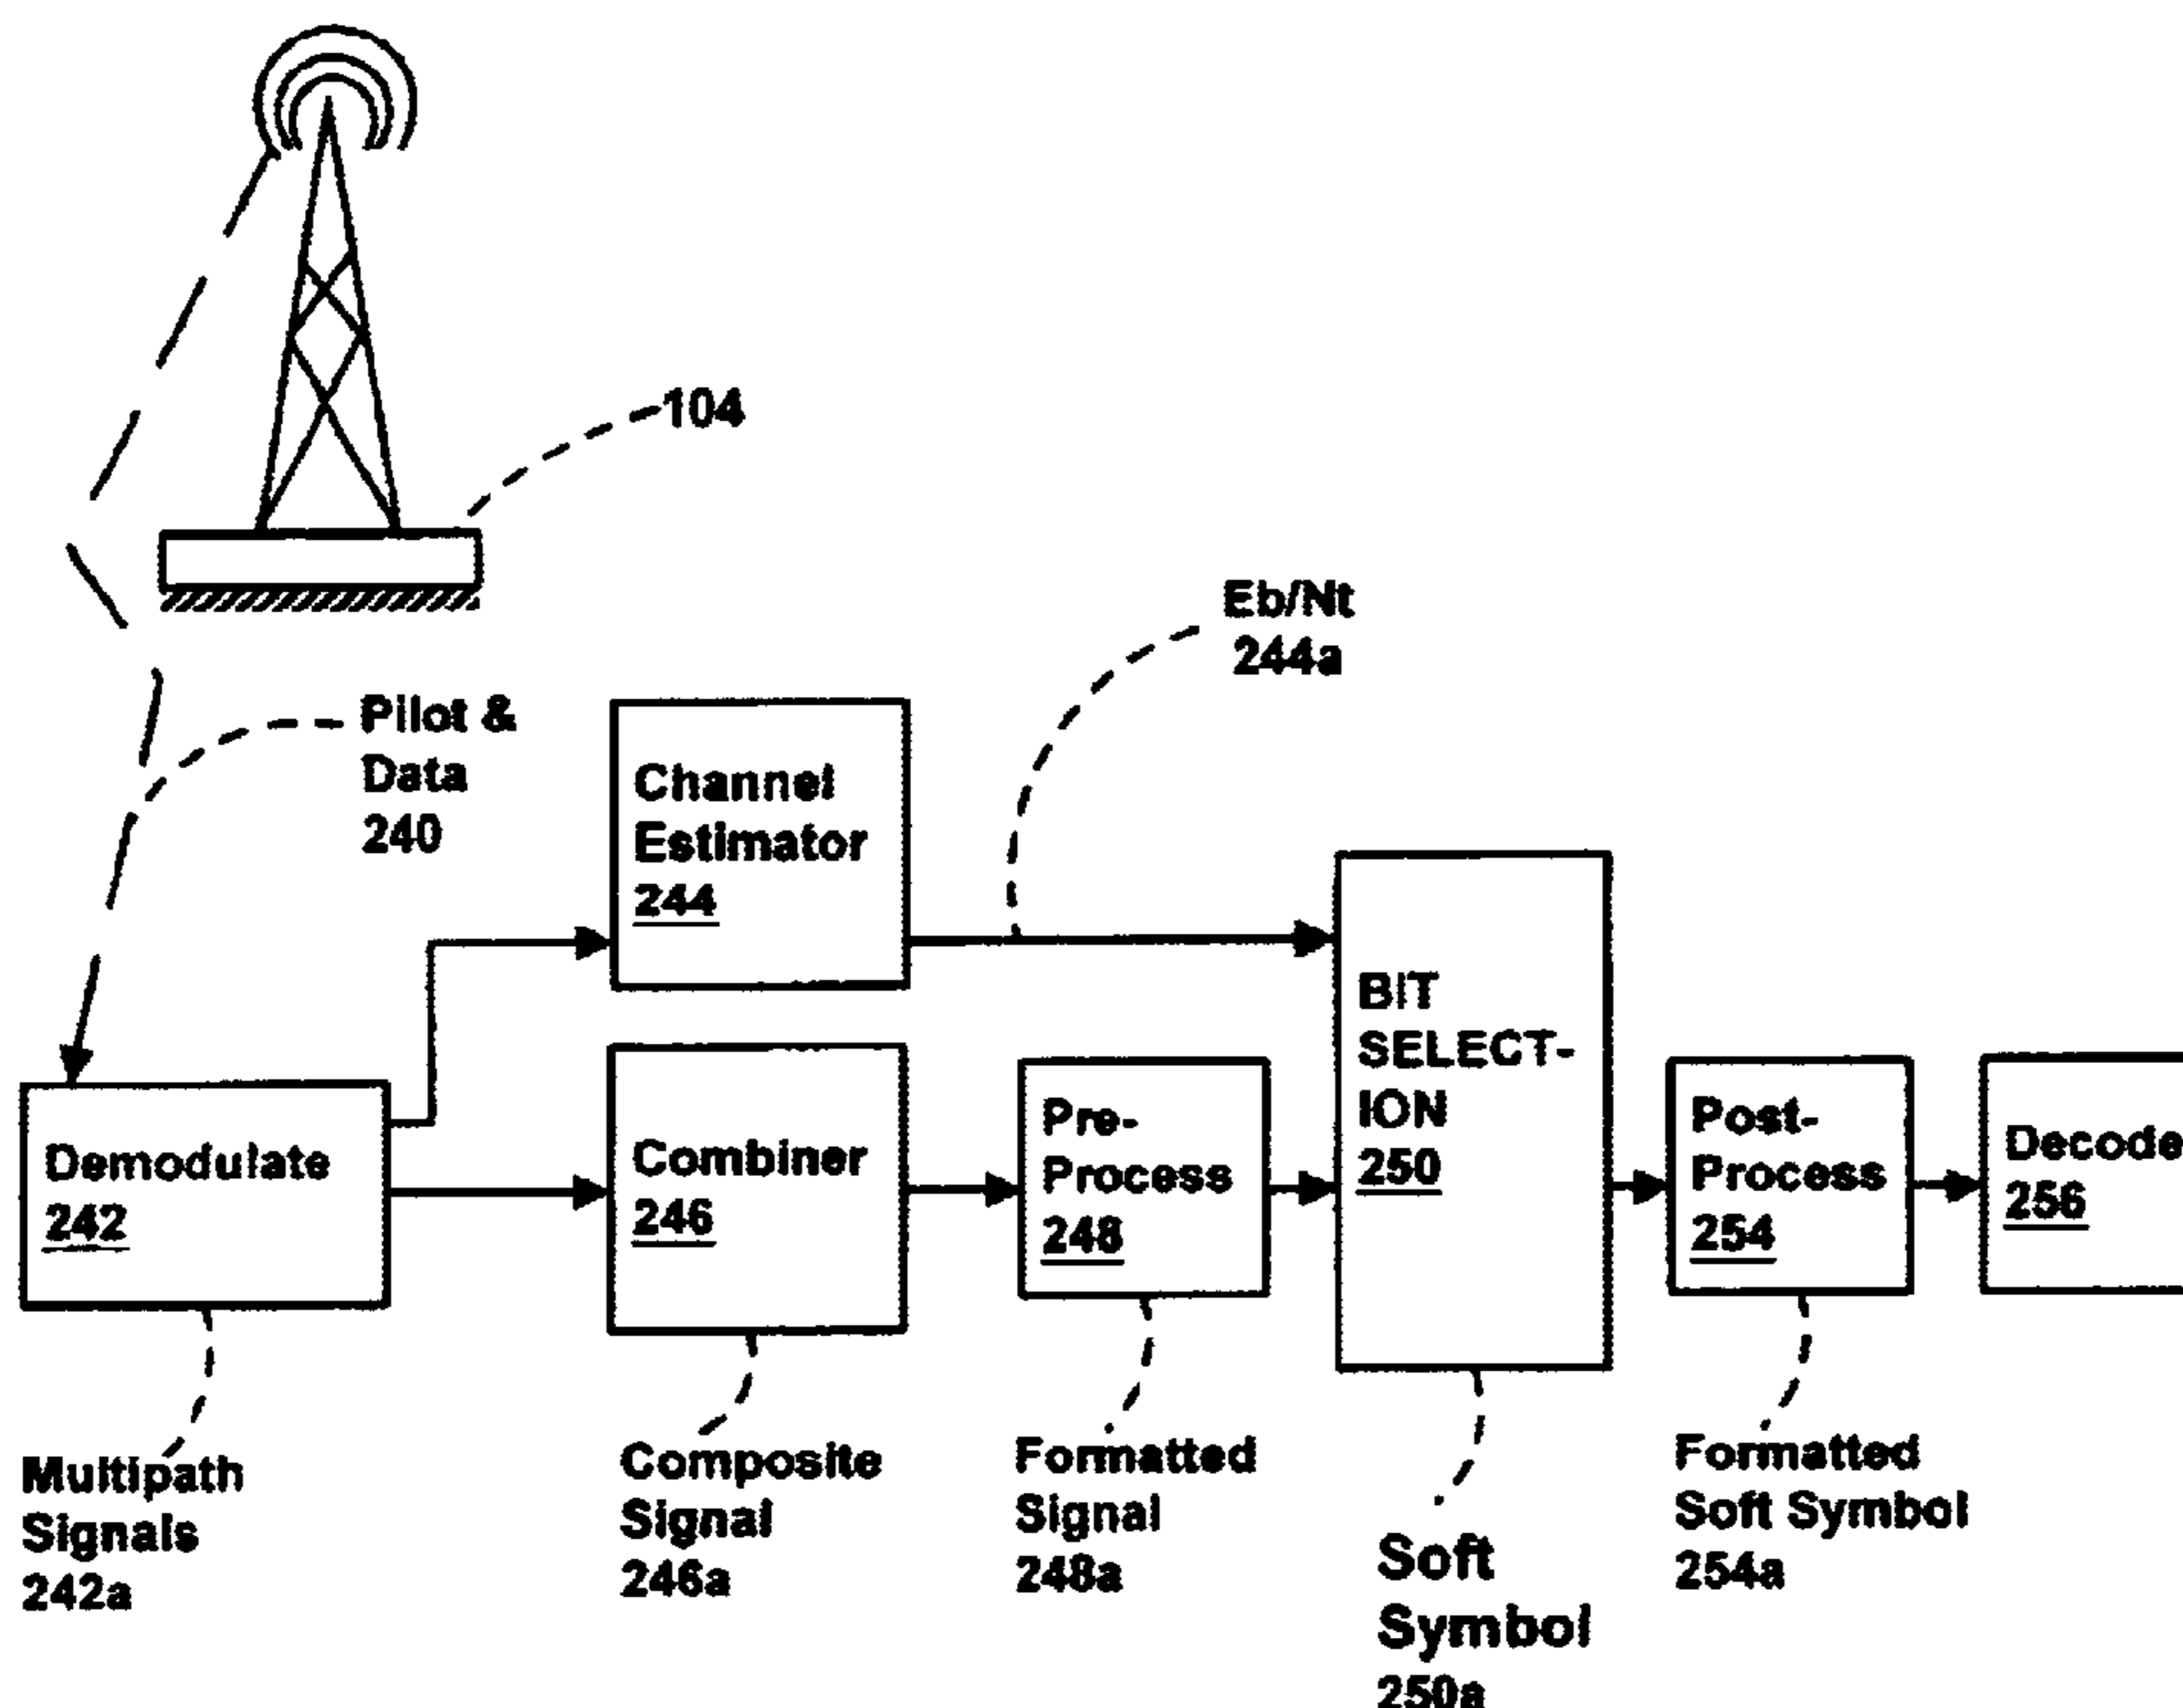 104
Eb/Nt
244a
Pilot &
Data
240
Channel
Estimator
244
BIT
SELECT-
ION
250
Demodulate
242
Combiner
246
Pre-
Process
248
Post-
Process
254
Decode
256
Multipath
Signals
242a
Composite
Signal
246a
Formatted
Signal
248a
Soft
Symbol
250a
Formatted
Soft Symbol
254a